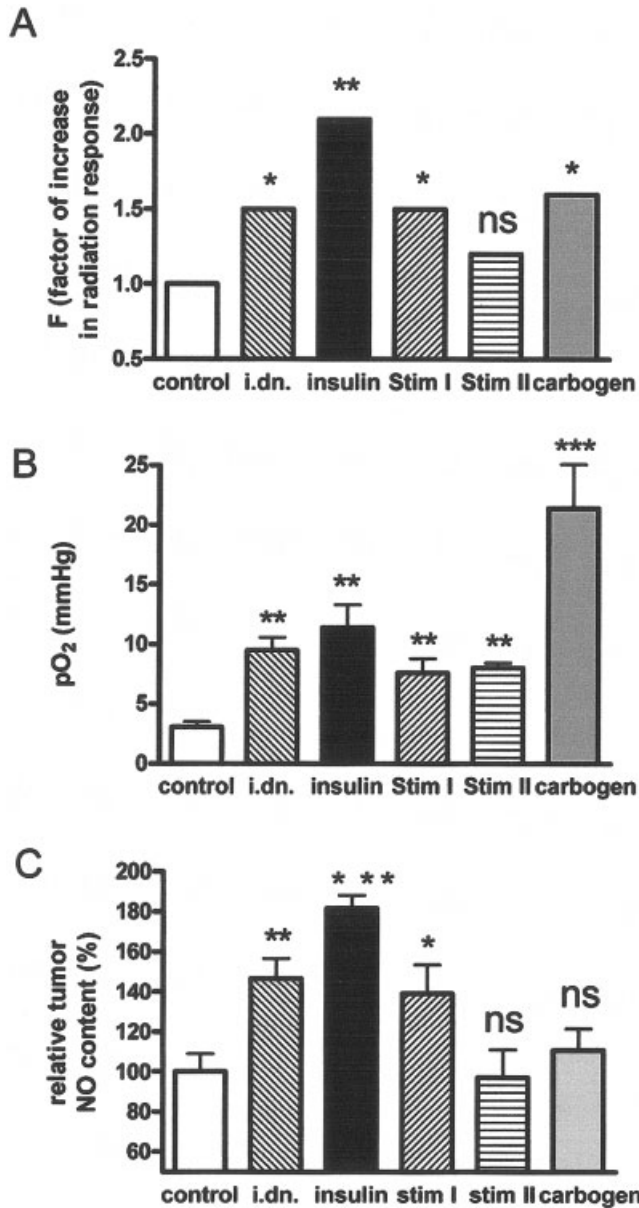 A
F (factor of increase
in radiation response)
2.5
2.0
1.5
1.0
0.5
*
**
*
ns
*
control i.dn. insulin Stim I Stim II carbogen
B
pO2 (mmHg)
25
20
15
10
5
0
**
**
**
**
***
control i.dn. insulin Stim I Stim II carbogen
C
relative tumor
NO content (%)
200
180
160
140
120
100
80
60
**
* **
*
ns
ns
control i.dn. insulin stim I stim II carbogen